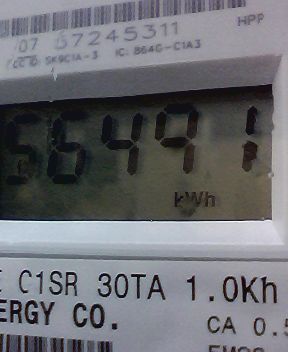 07 57245311
HPP
FCC ID: SK9C1A-3 IC: 864G-C1A3
56491
kWh
C1SR 30TA 1.0Kh
ERGY CO.
CA 0.5